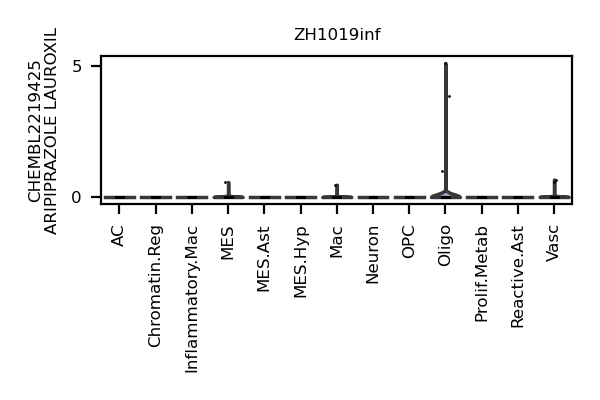 ZH1019inf
CHEMBL2219425
ARIPIPRAZOLE LAUROXIL
5
0
AC
Chromatin.Reg
Inflammatory.Mac
MES
MES.Ast
MES.Hyp
Mac
Neuron
OPC
Oligo
Prolif.Metab
Reactive.Ast
Vasc